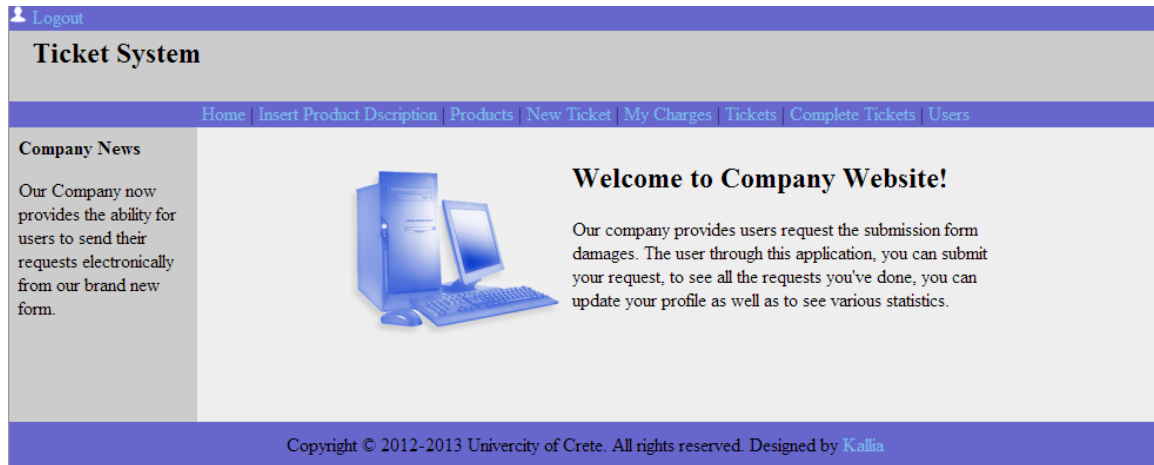 Logout
Ticket System
Home | Insert Product Dscription | Products | New Ticket | My Charges | Tickets | Complete Tickets | Users
Company News
Our Company now
provides the ability for
users to send their
requests electronically
from our brand new
form.
Welcome to Company Website!
Our company provides users request the submission form
damages. The user through this application, you can submit
your request, to see all the requests you've done, you can
update your profile as well as to see various statistics.
Copyright © 2012-2013 Univercity of Crete. All rights reserved. Designed by Kallia